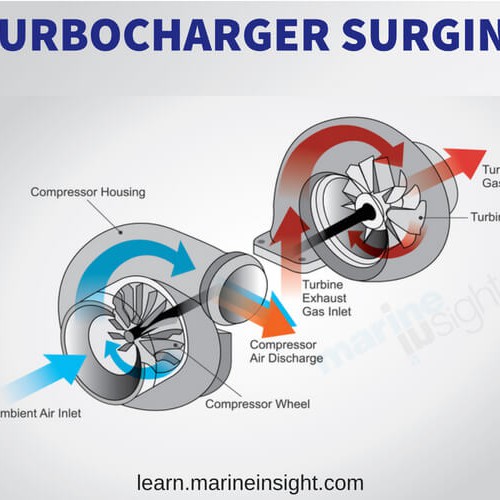 URBOCHARGER SURGIN
Compressor Housing
Tur
Gas
Turbin
Turbine
Exhaust
Gas Inlet
Compressor
Air Discharge
mbient Air Inlet
Compressor Wheel
marine
iusight
learn.marineinsight.com